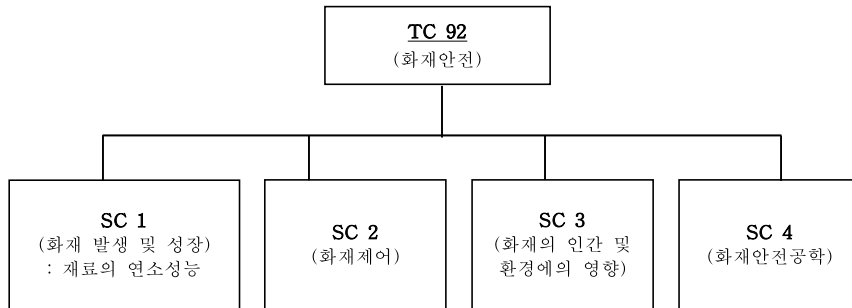 TC 92
(화재안전)
SC 1
(화재 발생 및 성장)
: 재료의 연소성능
SC 2
(화재제어)
SC 3
(화재의 인간 및
환경에의 영향)
SC 4
(화재안전공학)